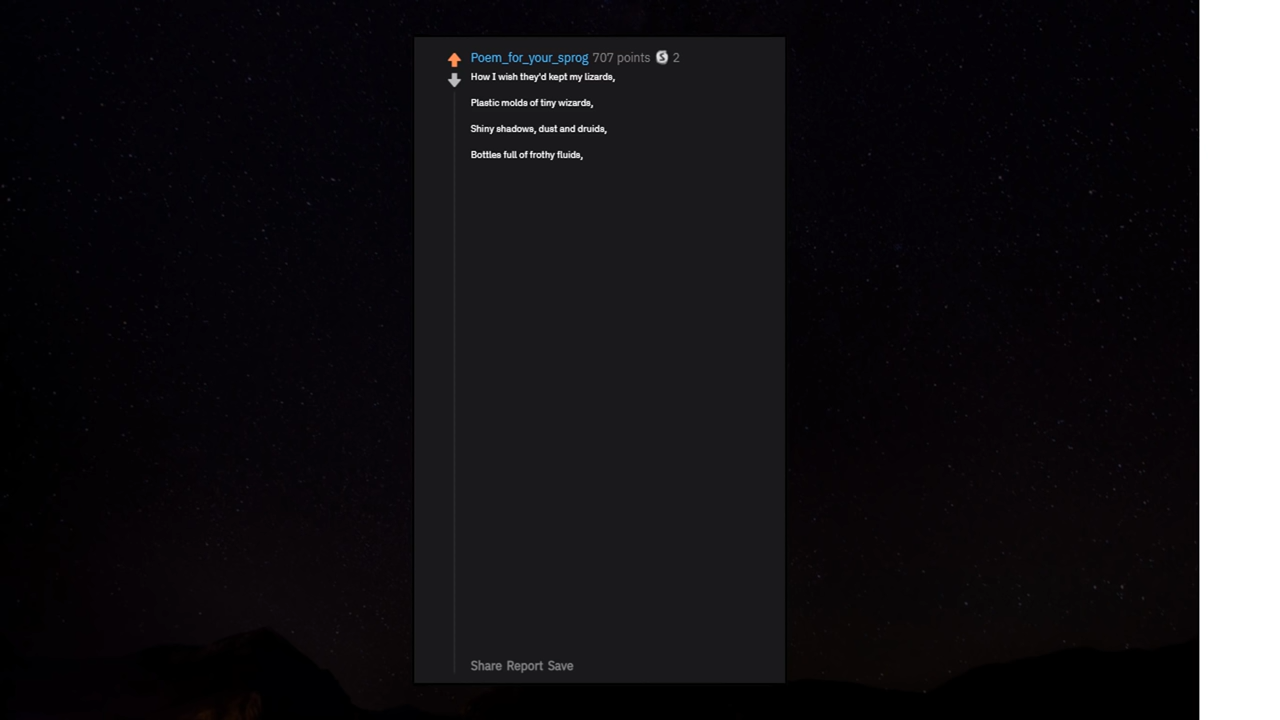 Poem_for_your_sprog 707 points S 2
How I wish they'd kept my lizards,
Plastic molds of tiny wizards,
Shiny shadows, dust and druids,
Bottles full of frothy fluids,
Share Report Save